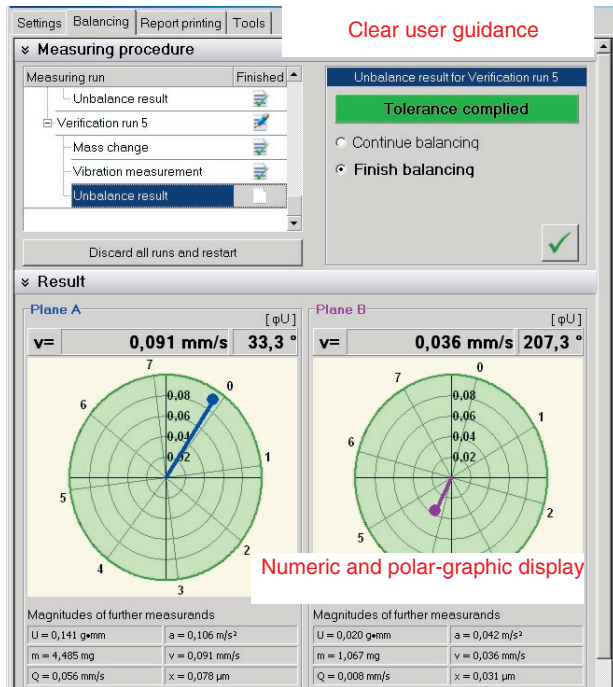 Settings Balancing Report printing Tools
Clear user guidance
Measuring procedure
Measuring run Finished
Unbalance result
Verification run 5
Mass change
Vibration measurement
Unbalance result
Discard all runs and restart
Unbalance result for Verification run 5
Tolerance complied
Continue balancing
Finish balancing
Result
Plane A
[φU]
v= 0,091 mm/s 33,3 °
7
0
0,08
6
0,06
0,04
0,02
1
5
2
4
3
Plane B
[φU]
v= 0,036 mm/s 207,3 °
0
7
0,08
1
0,06
6
0,04
0,02
2
5
Numeric and polar-graphic display
Magnitudes of further measurands
U = 0,141 g•mm a = 0,106 m/s²
m = 4,485 mg v = 0,091 mm/s
Q = 0,056 mm/s x = 0,078 µm
Magnitudes of further measurands
U = 0,020 g•mm a = 0,042 m/s²
m = 1,067 mg v = 0,036 mm/s
Q = 0,008 mm/s x = 0,031 µm